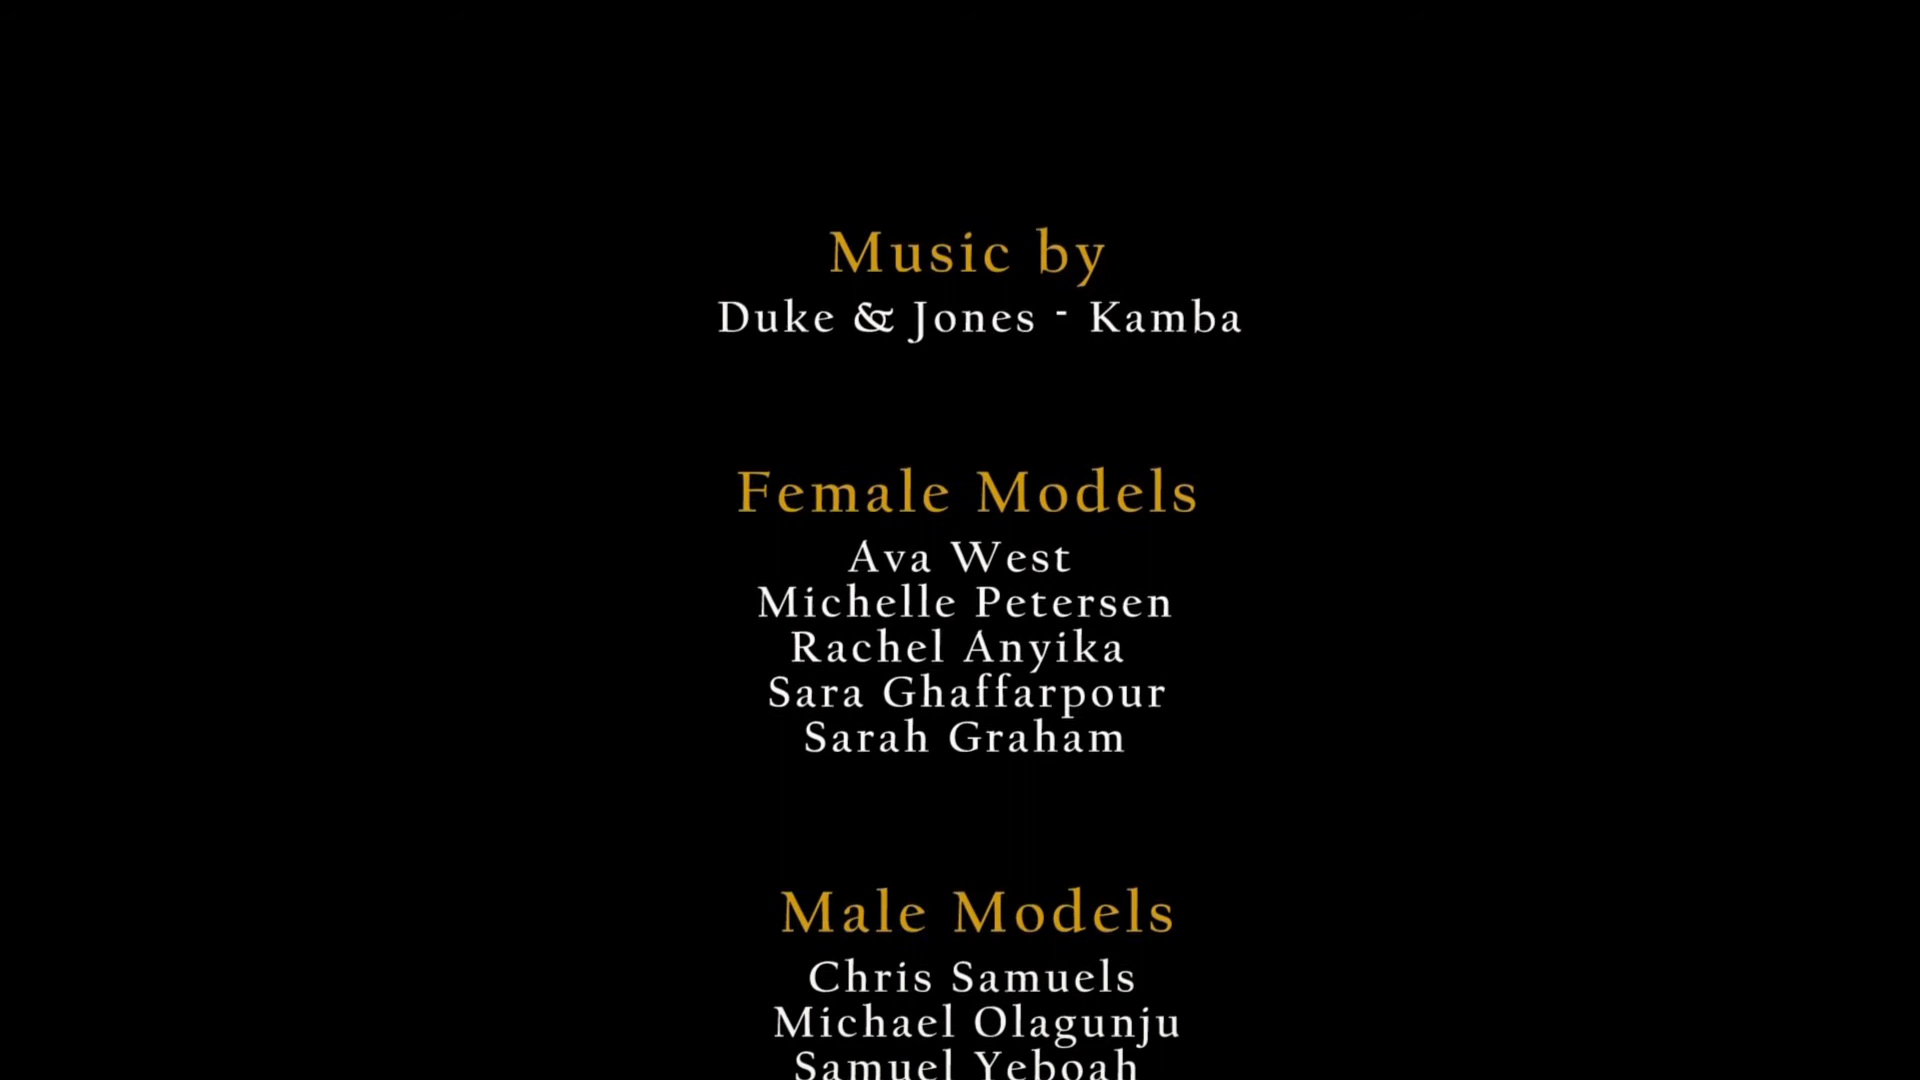 Music by
Duke & Jones - Kamba
Female Models
Ava West
Michelle Petersen
Rachel Anyika
Sara Ghaffarpour
Sarah Graham
Male Models
Chris Samuels
Michael Olagunju
Samuel Yeboah